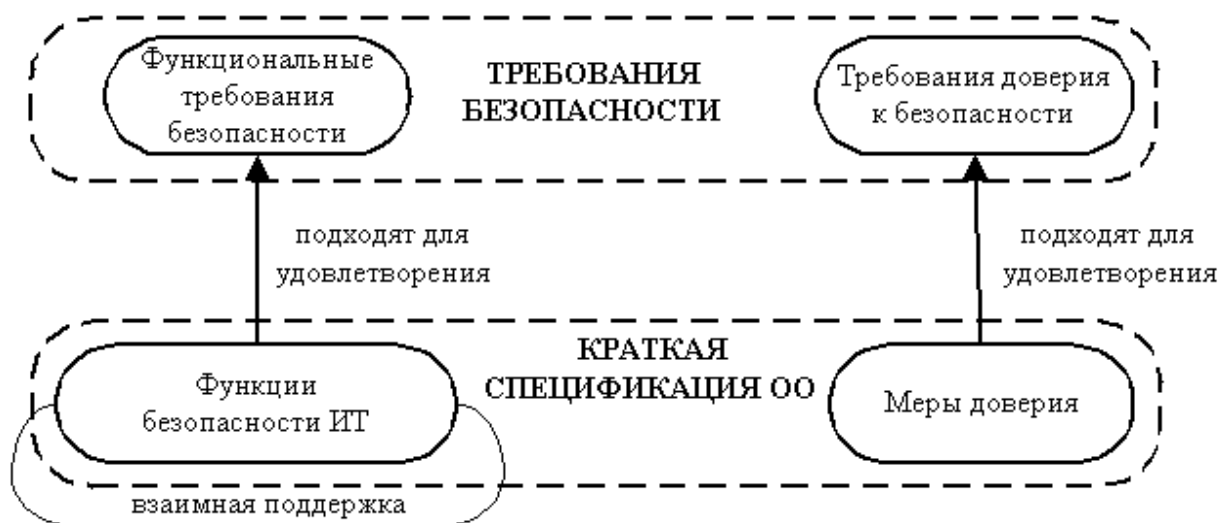 Функциональные
требования
безопасности
ТРЕБОВАНИЯ
БЕЗОПАСНОСТИ
Требования доверия
к безопасности
подходят для
удовлетворения
подходят для
удовлетворения
Функции
безопасности ИТ
КРАТКАЯ
СПЕЦИФИКАЦИЯ ОО
Меры доверия
взаимная поддержка